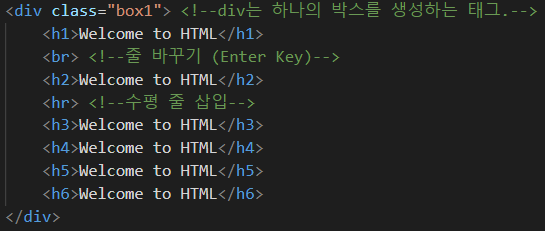 <div class="box1"> <!--div는 하나의 박스를 생성하는 태그.-->
<h1>Welcome to HTML</h1>
<br> <!--줄 바꾸기 (Enter Key)-->
<h2>Welcome to HTML</h2>
<hr> <!--수평 줄 삽입-->
<h3>Welcome to HTML</h3>
<h4>Welcome to HTML</h4>
<h5>Welcome to HTML</h5>
<h6>Welcome to HTML</h6>
</div>